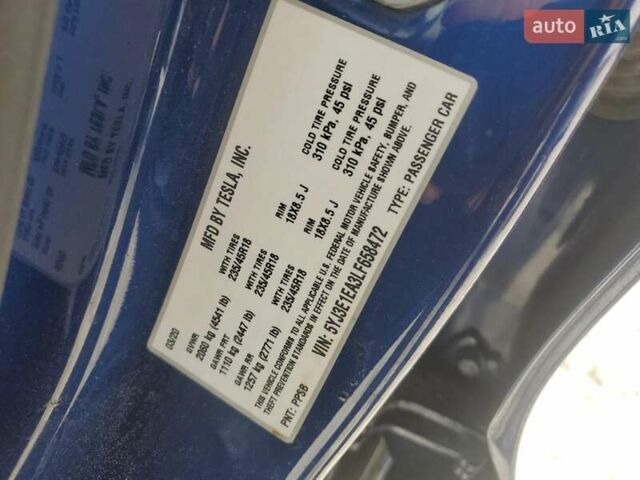 auto RIA .com
MFD BY TESLA, INC.
03/20
GVWR
2060 kg (4541 lb)
GAWR FRT WITH TIRES RIM COLD TIRE PRESSURE
1110 kg (2447 lb) 235/45R18 18X8.5 J 310 kPa, 45 psi
GAWR RR WITH TIRES RIM COLD TIRE PRESSURE
1257 kg (2771 lb) 235/45R18 18X8.5 J 310 kPa, 45 psi
THIS VEHICLE CONFORMS TO ALL APPLICABLE U.S. FEDERAL MOTOR VEHICLE SAFETY, BUMPER, AND
THEFT PREVENTION STANDARDS IN EFFECT ON THE DATE OF MANUFACTURE SHOWN ABOVE.
VIN: 5YJ3E1EA3LF658472 TYPE: PASSENGER CAR
PNT: PPSB